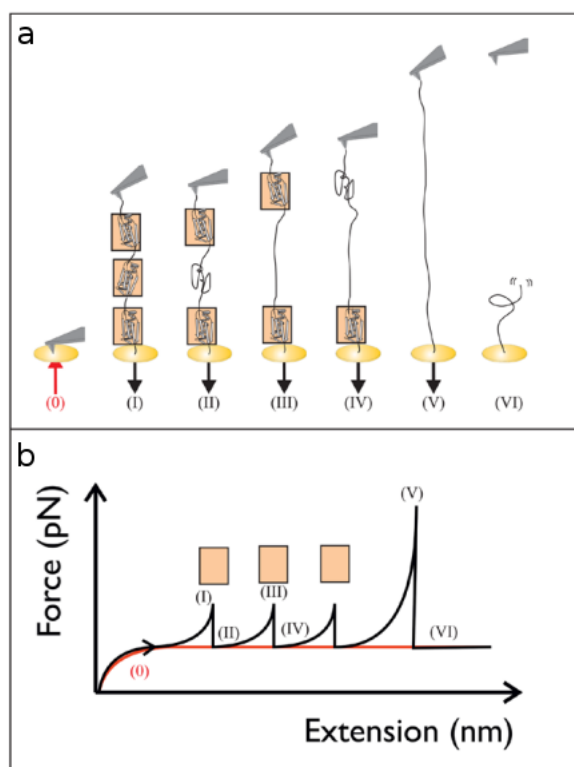 a
(0) (I) (II) (III) (IV) (V) (VI)
b
Force (pN)
(V)
(I) (III)
(II) (IV) (VI)
(0)
Extension (nm)